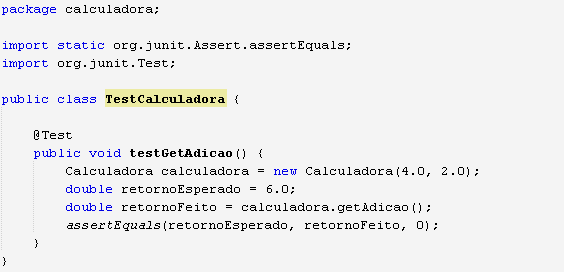 package calculadora;
import static org.junit.Assert.assertEquals;
import org.junit.Test;
public class TestCalculadora {
@Test
public void testGetAdicao() {
Calculadora calculadora = new Calculadora(4.0, 2.0);
double retornoEsperado = 6.0;
double retornoFeito = calculadora.getAdicao();
assertEquals(retornoEsperado, retornoFeito, 0);
}
}